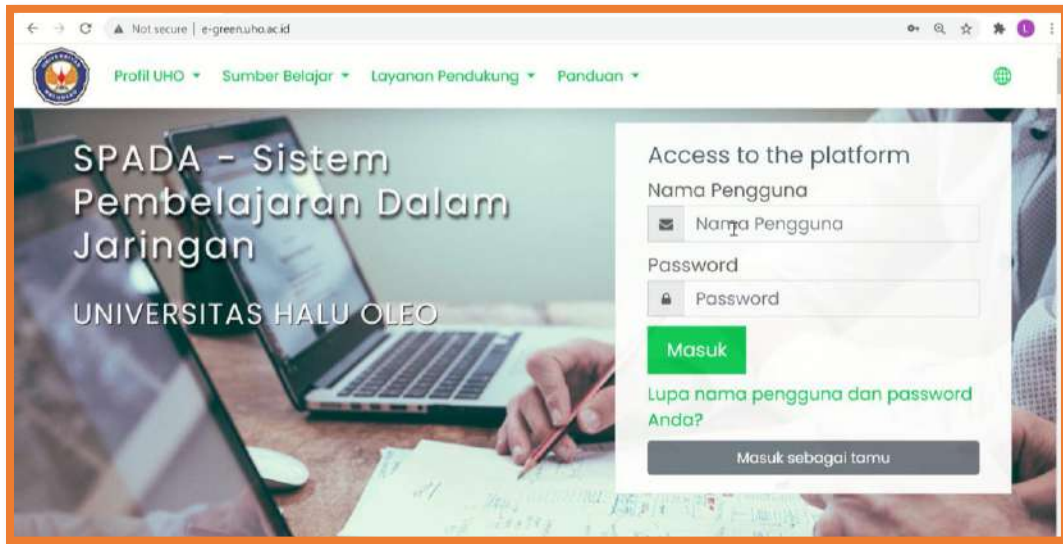 Not secure | e-green.uho.ac.id
L
Profil UHO Sumber Belajar Layanan Pendukung Panduan
SPADA - Sistem
Pembelajaran Dalam
Jaringan
UNIVERSITAS HALU OLEO
Access to the platform
Nama Pengguna
Nama Pengguna
Password
Password
Masuk
Lupa nama pengguna dan password
Anda?
Masuk sebagai tamu